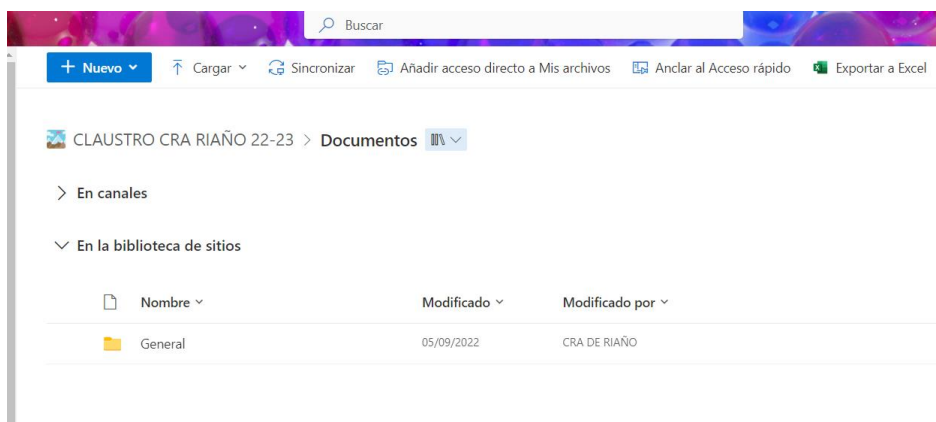 Buscar
+ Nuevo Cargar Sincronizar Añadir acceso directo a Mis archivos Anclar al Acceso rápido Exportar a Excel
CLAUSTRO CRA RIAÑO 22-23 > Documentos
En canales
En la biblioteca de sitios
Nombre Modificado Modificado por
General 05/09/2022 CRA DE RIAÑO